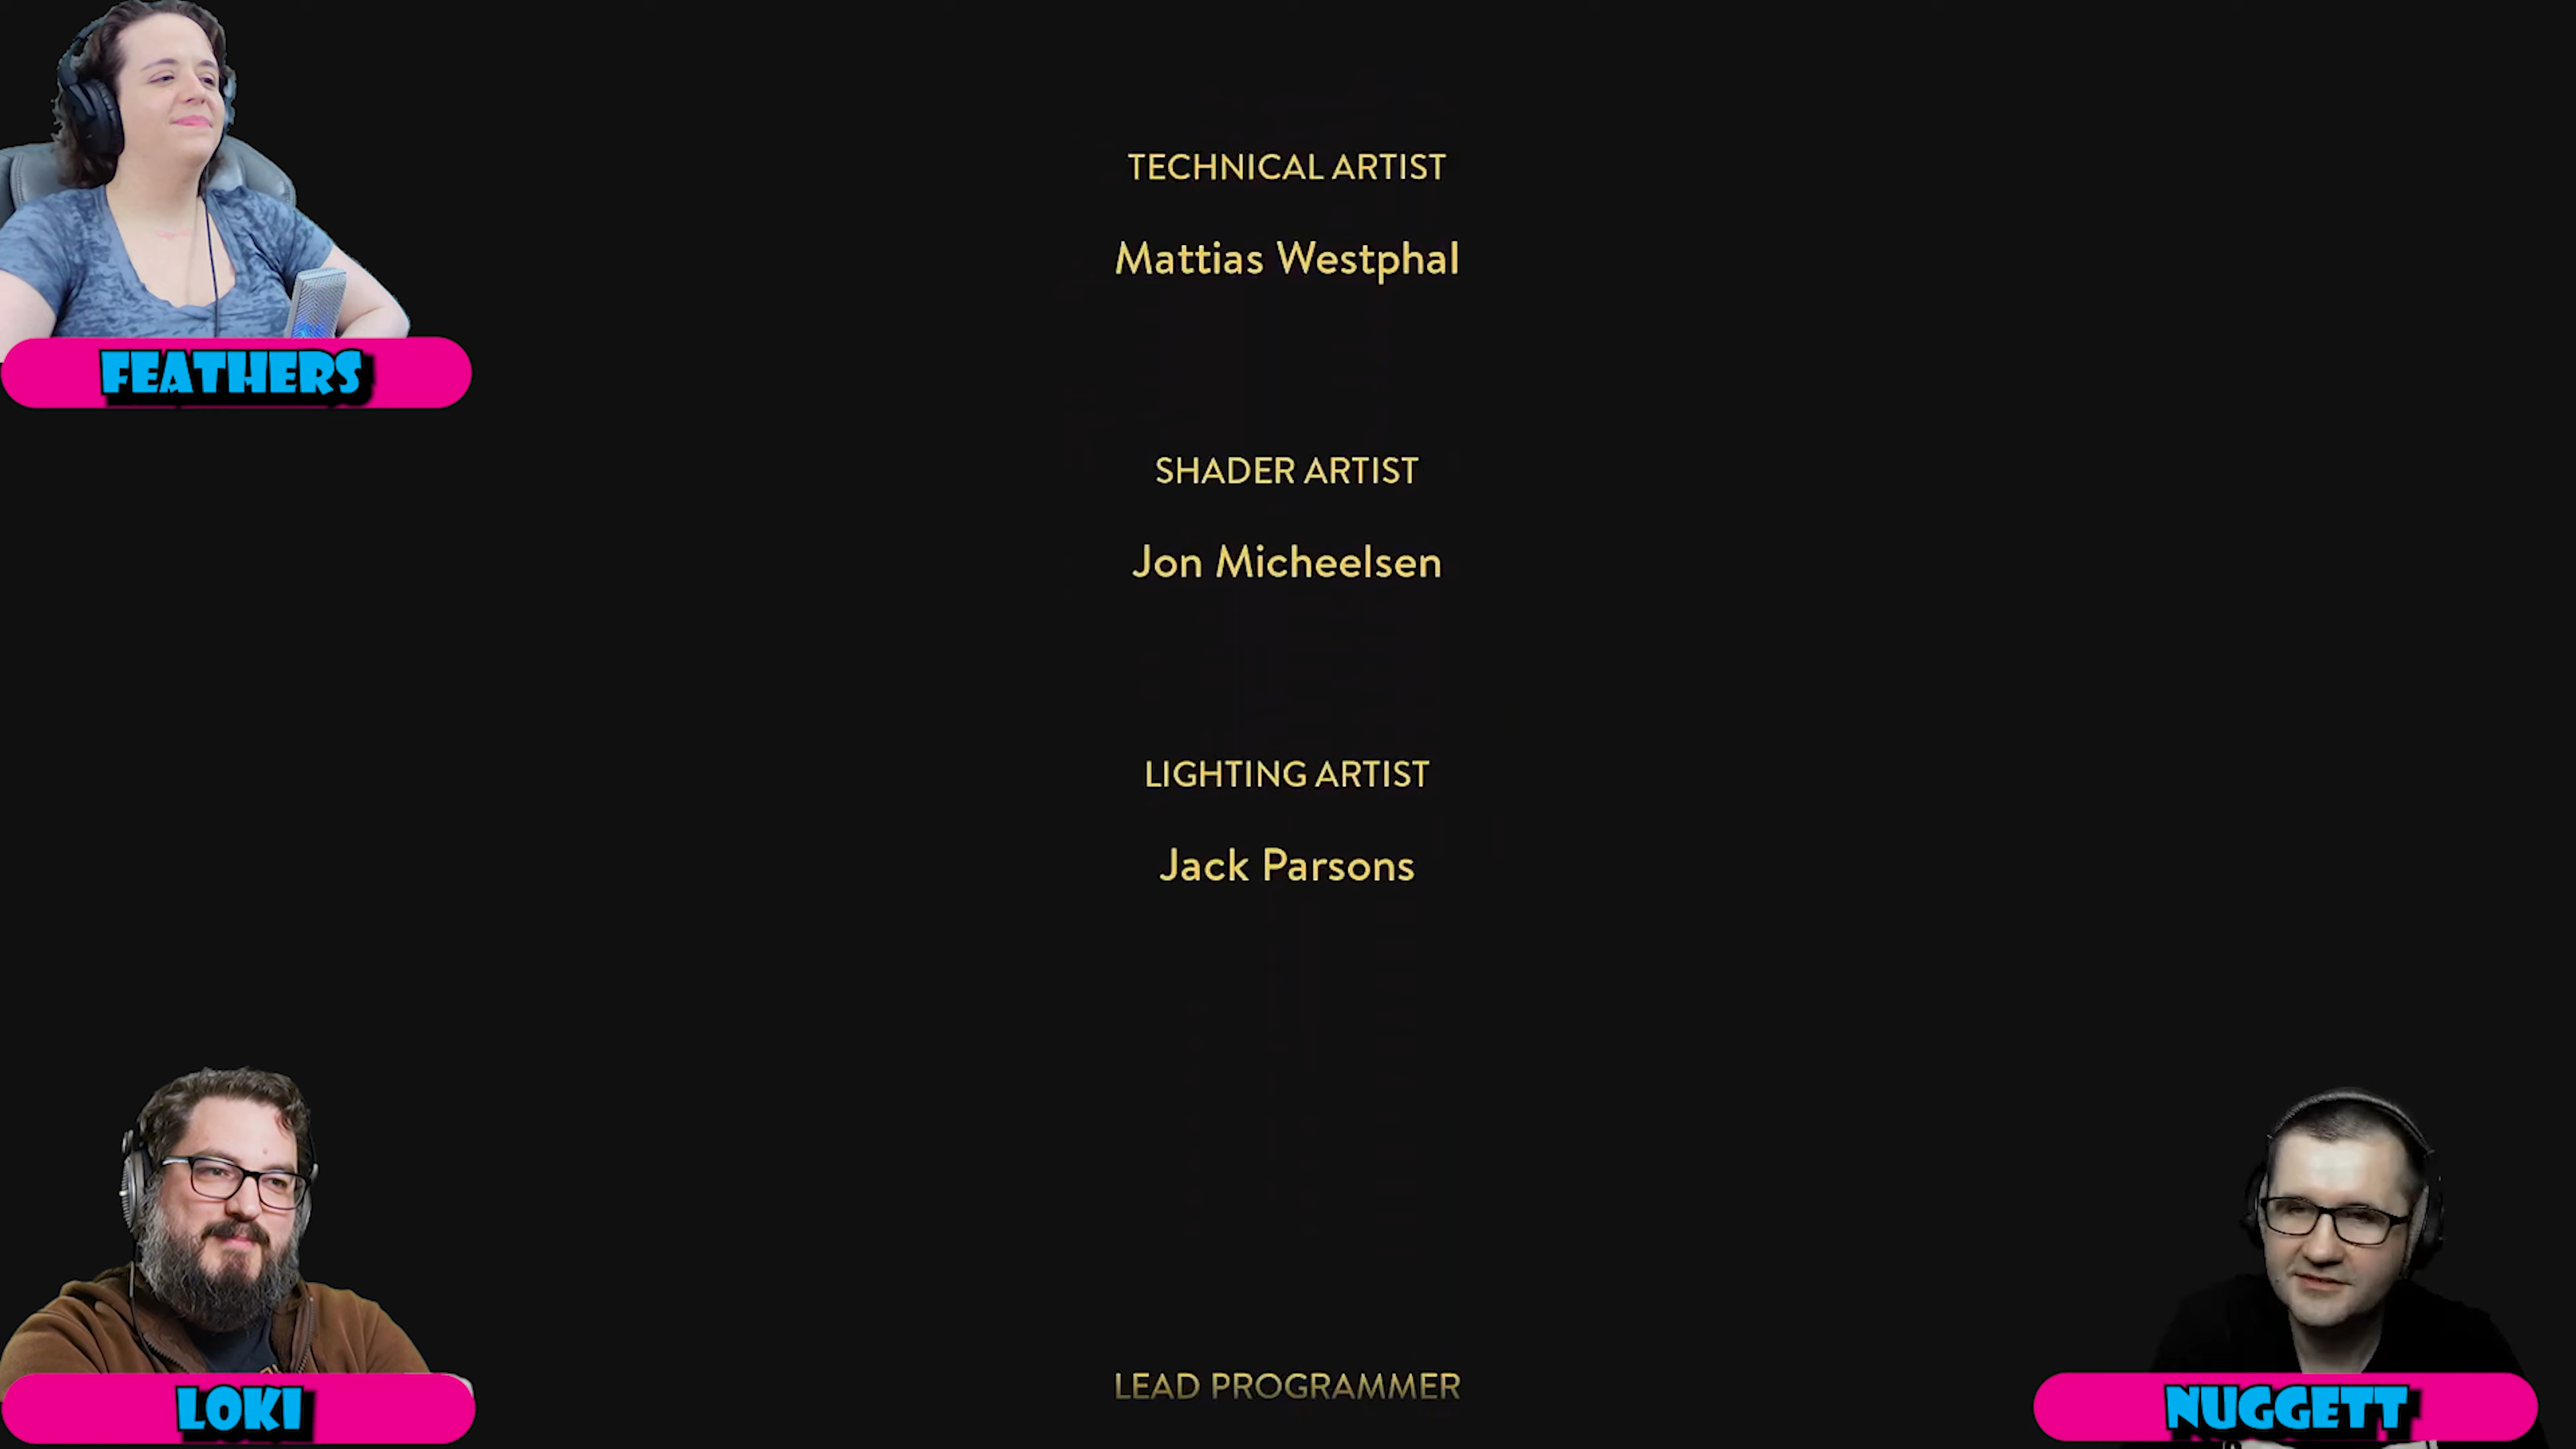 FEATHERS
TECHNICAL ARTIST
Mattias Westphal
SHADER ARTIST
Jon Micheelsen
LIGHTING ARTIST
Jack Parsons
LEAD PROGRAMMER
LOKI
NUGGETT